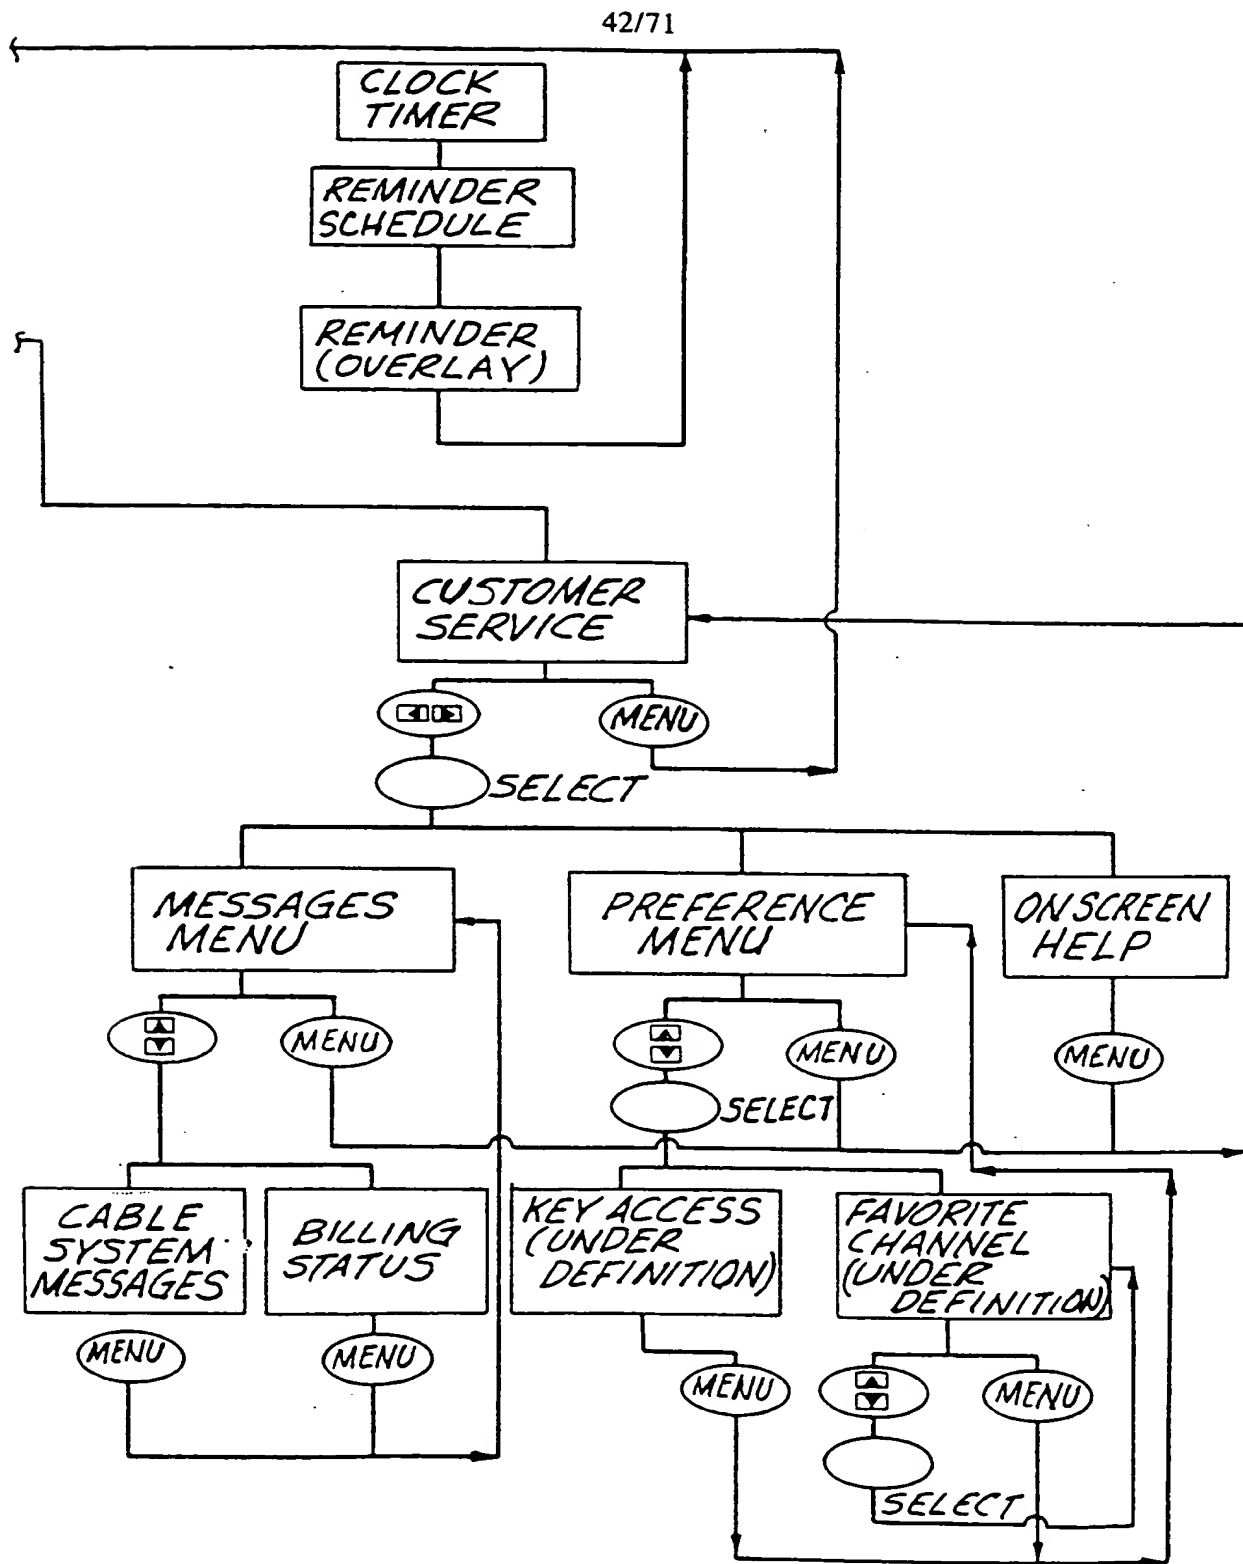 42/71
CLOCK
TIMER
REMINDER
SCHEDULE
REMINDER
(OVERLAY)
CUSTOMER
SERVICE
MENU
SELECT
MESSAGES
MENU
PREFERENCE
MENU
ON SCREEN
HELP
MENU
MENU
MENU
SELECT
CABLE
SYSTEM
MESSAGES
BILLING
STATUS
KEY ACCESS
(UNDER
DEFINITION)
FAVORITE
CHANNEL
(UNDER
DEFINITION)
MENU
MENU
MENU
MENU
SELECT